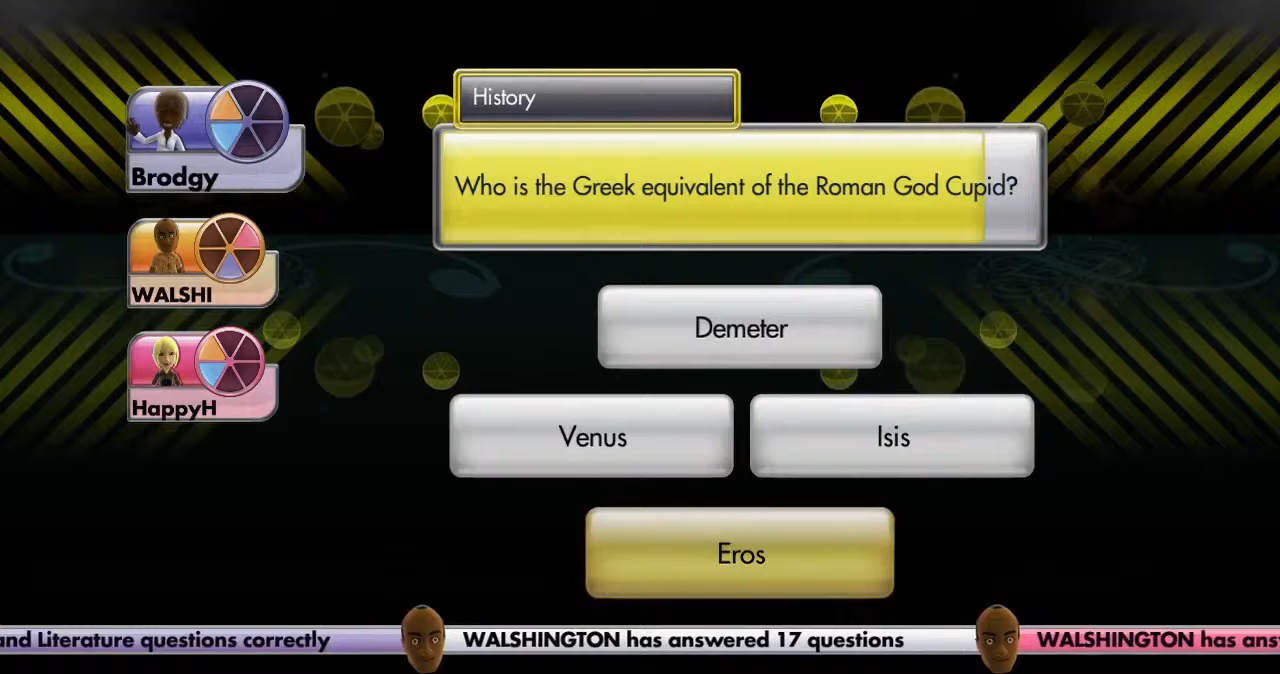 History
Brodgy
Who is the Greek equivalent of the Roman God Cupid?
WALSHI
Demeter
HappyH
Venus
Isis
Eros
and Literature questions correctly
WALSHINGTON has answered 17 questions
WALSHINGTON has ans